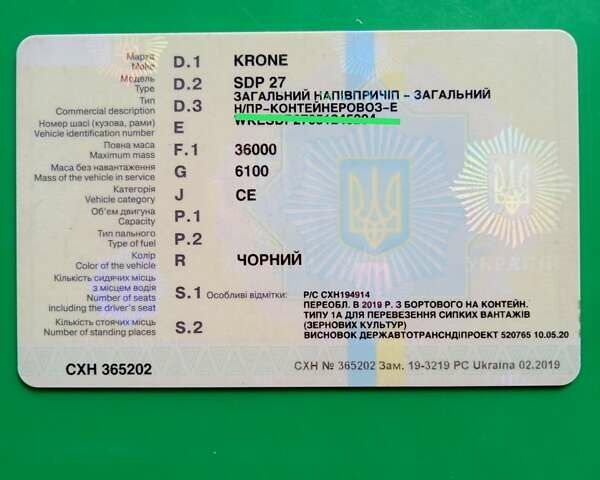 Марка
Make D.1 KRONE
Модель
Type D.2 SDP 27
Тип
Commercial description D.3 ЗАГАЛЬНИЙ НАПІВПРИЧІП - ЗАГАЛЬНИЙ
Н/ПР-КОНТЕЙНЕРОВОЗ-Е
Номер шасі (кузова, рами)
Vehicle identification number E
Повна маса
Maximum mass F.1 36000
Маса без навантаження
Mass of the vehicle in service G 6100
Категорія
Vehicle category J CE
Об'єм двигуна
Capacity P.1
Тип пального
Type of fuel P.2
Колір
Color of the vehicle R ЧОРНИЙ
Кількість сидячих місць
з місцем водія
Number of seats
including the driver's seat S.1 Особливі відмітки: Р/С СХН194914
ПЕРЕОБЛ. В 2019 Р. З БОРТОВОГО НА КОНТЕЙН.
ТИПУ 1А ДЛЯ ПЕРЕВЕЗЕННЯ СИПКИХ ВАНТАЖІВ
(ЗЕРНОВИХ КУЛЬТУР)
ВИСНОВОК ДЕРЖАВТОТРАНСНДІПРОЕКТ 520765 10.05.20
Кількість стоячих місць
Number of standing places S.2
СХН 365202
СХН № 365202 Зам. 19-3219 PC Ukraina 02.2019